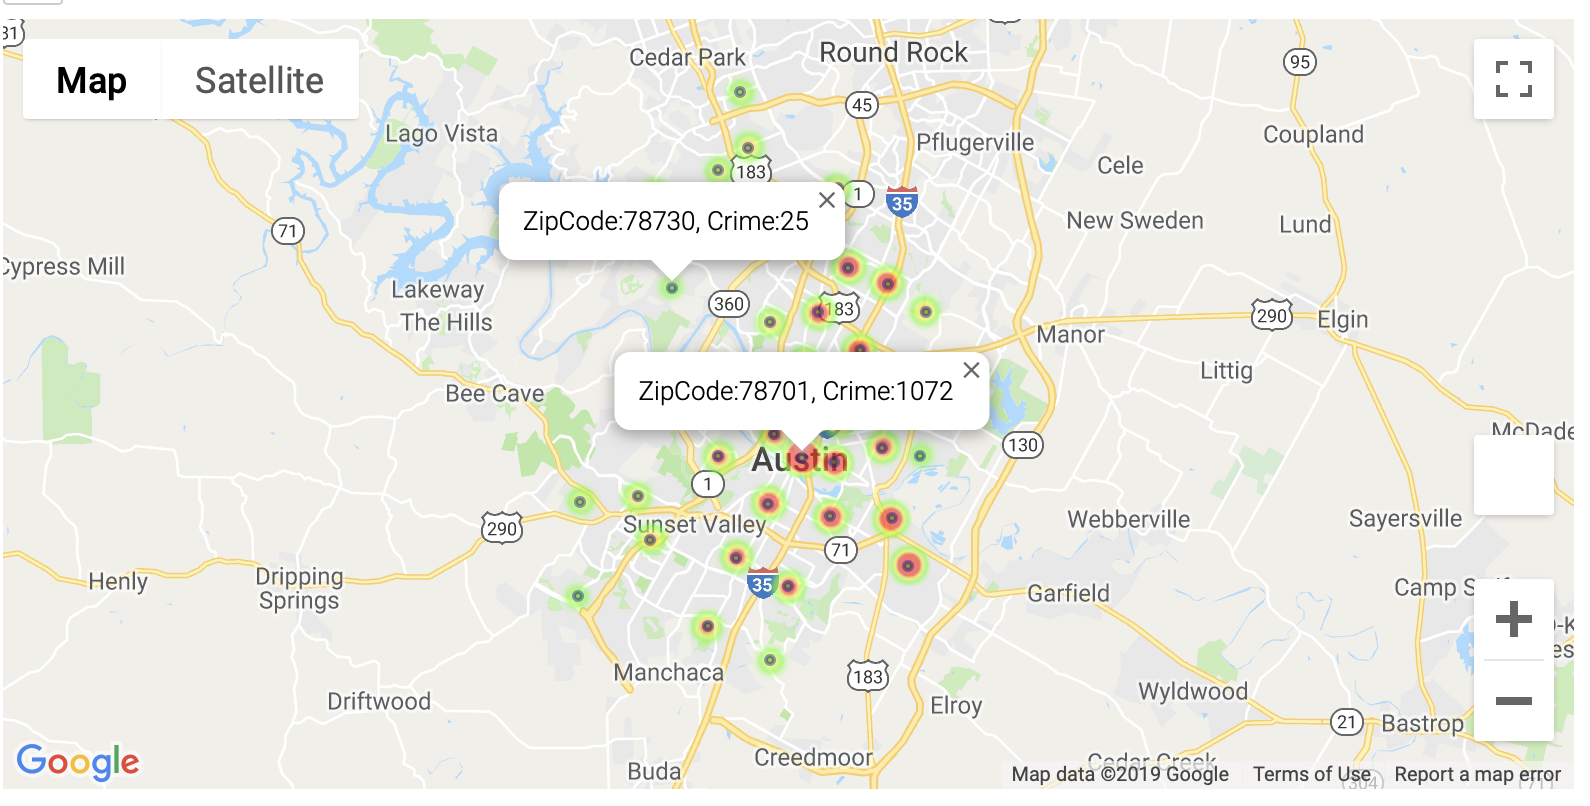 Cedar Park
Round Rock
31
Map
Satellite
95
45
Lago Vista
Pflugerville
Coupland
Cele
183
1
35
ZipCode:78730, Crime:25
New Sweden
Lund
71
Cypress Mill
Lakeway
The Hills
360
183
290
Elgin
Manor
Littig
Bee Cave
ZipCode:78701, Crime:1072
McDade
130
Austin
1
290
Sunset Valley
Webberville
Sayersville
71
Henly
Dripping
Springs
35
Garfield
Camp S
Manchaca
183
Driftwood
Elroy
Wyldwood
21
Bastrop
Google
Buda
Creedmoor
Cedar Creek
304
71
Map data ©2019 Google
Terms of Use
Report a map error